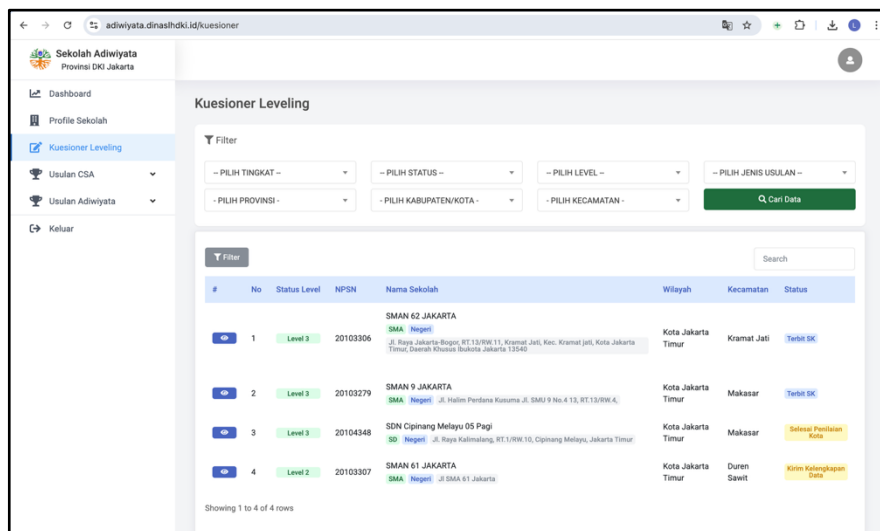 adiwiyata.dinaslhdki.id/kuesioner
L
Sekolah Adiwiyata
Provinsi DKI Jakarta
Dashboard
Profile Sekolah
Kuesioner Leveling
Usulan CSA
Usulan Adiwiyata
Keluar
Kuesioner Leveling
Filter
-- PILIH TINGKAT --
-- PILIH STATUS --
-- PILIH LEVEL --
-- PILIH JENIS USULAN --
- PILIH PROVINSI -
- PILIH KABUPATEN/KOTA -
- PILIH KECAMATAN -
Cari Data
Filter
Search
# No Status Level NPSN Nama Sekolah Wilayah Kecamatan Status
1 Level 3 20103306
SMAN 62 JAKARTA
SMA Negeri
Jl. Raya Jakarta-Bogor, RT.13/RW.11, Kramat Jati, Kec. Kramat jati, Kota Jakarta
Timur, Daerah Khusus Ibukota Jakarta 13540
Kota Jakarta
Timur
Kramat Jati
Terbit SK
2 Level 3 20103279
SMAN 9 JAKARTA
SMA Negeri Jl. Halim Perdana Kusuma Jl. SMU 9 No.4 13, RT.13/RW.4,
Kota Jakarta
Timur
Makasar
Terbit SK
3 Level 3 20104348
SDN Cipinang Melayu 05 Pagi
SD Negeri Jl. Raya Kalimalang, RT.1/RW.10, Cipinang Melayu, Jakarta Timur
Kota Jakarta
Timur
Makasar
Selesai Penilaian
Kota
4 Level 2 20103307
SMAN 61 JAKARTA
SMA Negeri Jl SMA 61 Jakarta
Kota Jakarta
Timur
Duren
Sawit
Kirim Kelengkapan
Data
Showing 1 to 4 of 4 rows